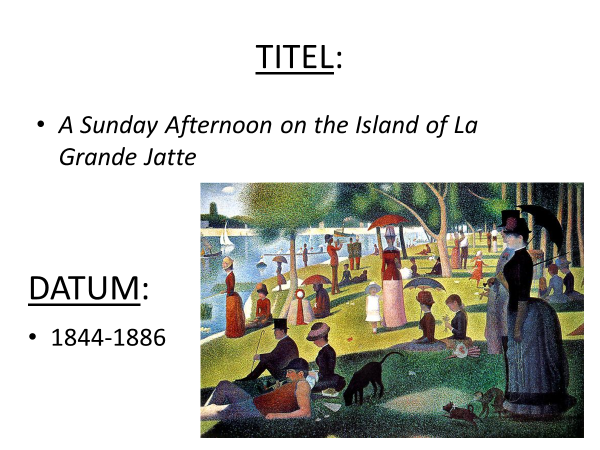 TITEL:
• A Sunday Afternoon on the Island of La
Grande Jatte
DATUM:
• 1844-1886